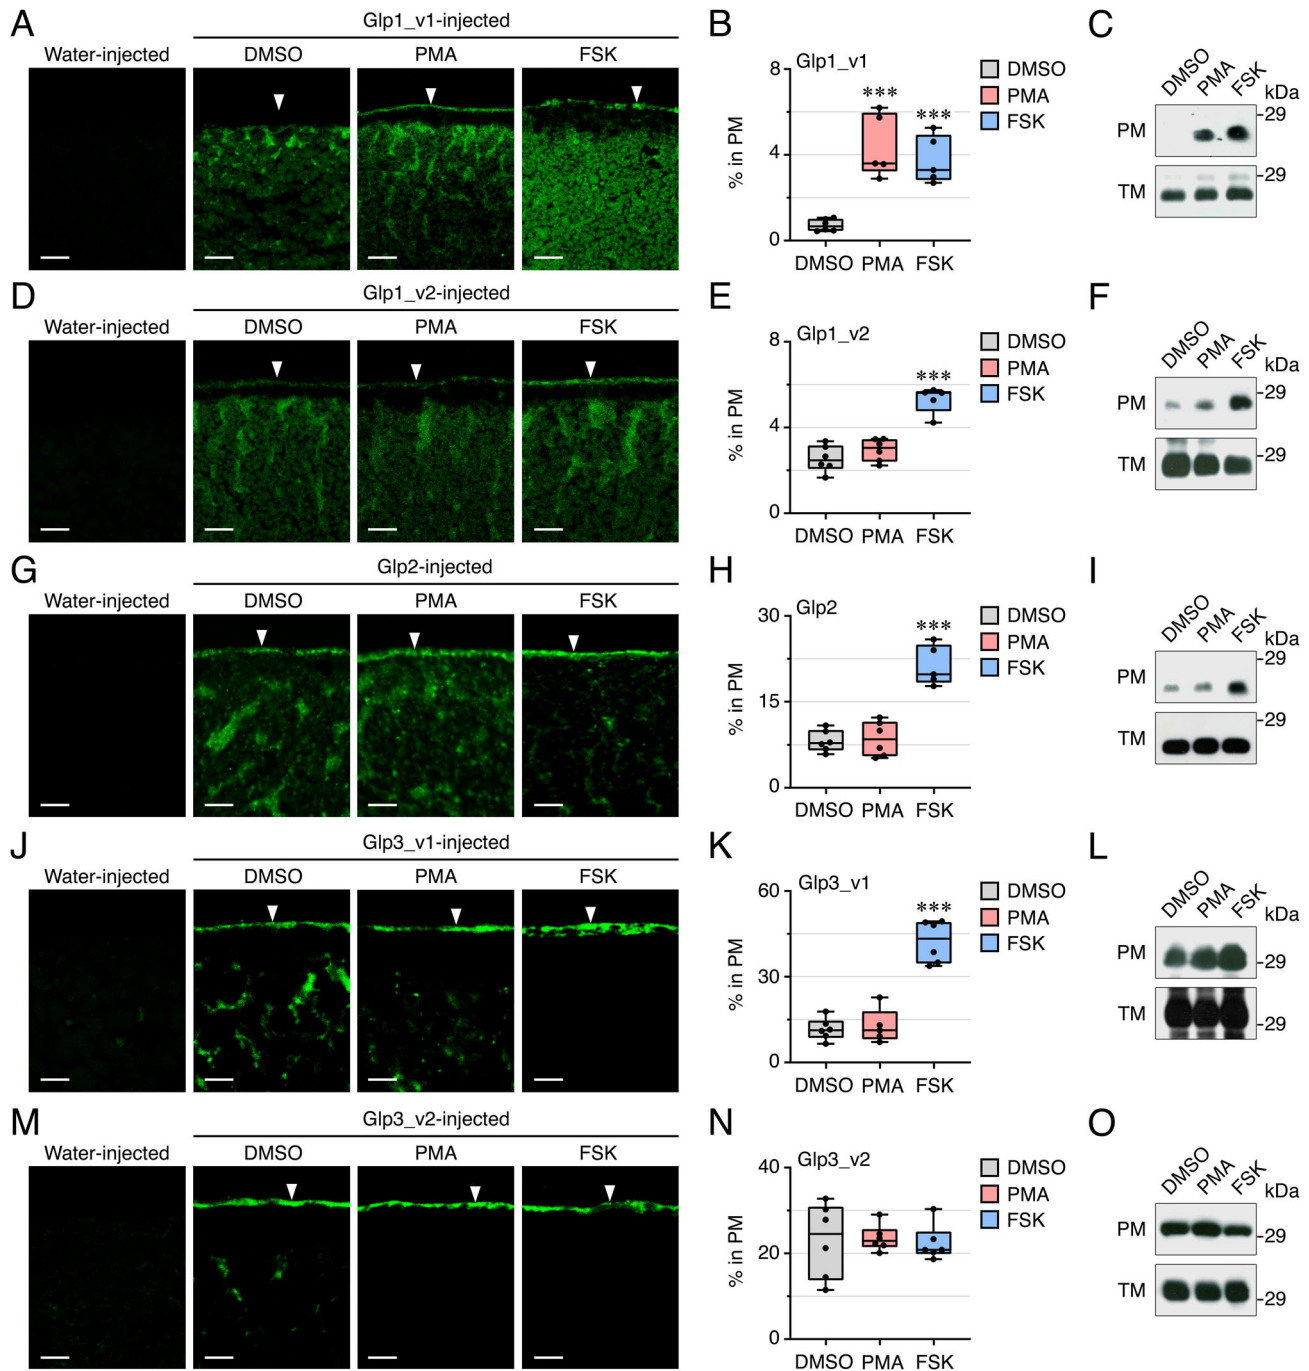 A
Glp1_v1-injected
Water-injected DMSO PMA FSK
B
Glp1_v1
8
4
0
% in PM
*** ***
DMSO
PMA
FSK
DMSO PMA FSK
C
DMSO PMA FSK
kDa
PM -29
TM -29
D
Glp1_v2-injected
Water-injected DMSO PMA FSK
E
Glp1_v2
8
4
0
% in PM
***
DMSO
PMA
FSK
DMSO PMA FSK
F
DMSO PMA FSK
kDa
PM -29
TM -29
G
Glp2-injected
Water-injected DMSO PMA FSK
H
Glp2
30
15
0
% in PM
***
DMSO
PMA
FSK
DMSO PMA FSK
I
DMSO PMA FSK
kDa
PM -29
TM -29
J
Glp3_v1-injected
Water-injected DMSO PMA FSK
K
Glp3_v1
60
30
0
% in PM
***
DMSO
PMA
FSK
DMSO PMA FSK
L
DMSO PMA FSK
kDa
PM -29
TM -29
M
Glp3_v2-injected
Water-injected DMSO PMA FSK
N
Glp3_v2
40
20
0
% in PM
DMSO
PMA
FSK
DMSO PMA FSK
O
DMSO PMA FSK
kDa
PM -29
TM -29